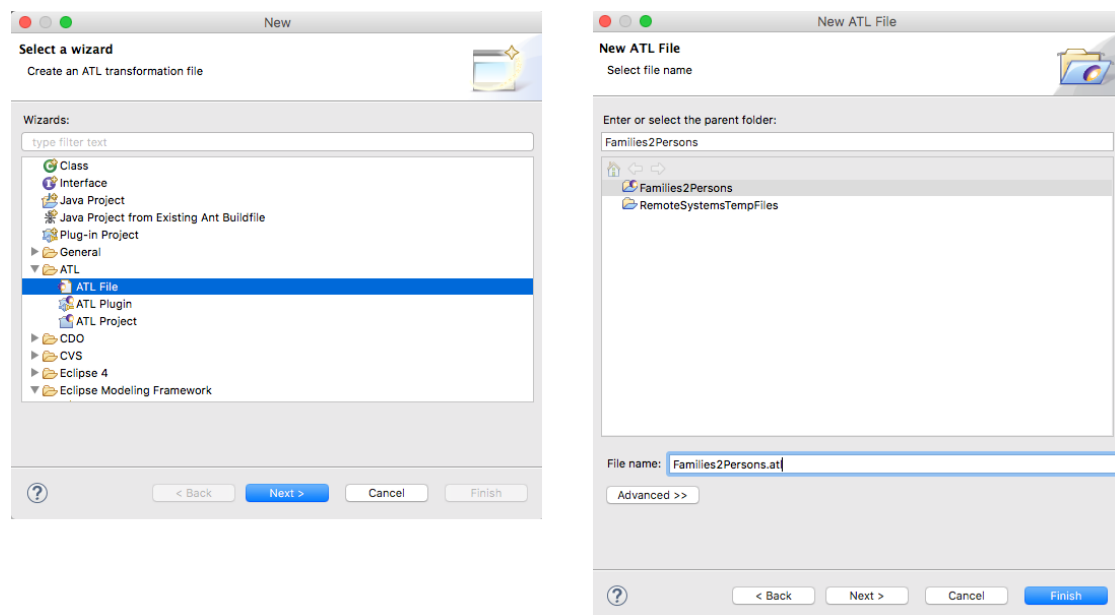 New
Select a wizard
Create an ATL transformation file
Wizards:
type filter text
Class
Interface
Java Project
Java Project from Existing Ant Buildfile
Plug-in Project
General
ATL
ATL File
ATL Plugin
ATL Project
CDO
CVS
Eclipse 4
Eclipse Modeling Framework
?
< Back
Next >
Cancel
Finish
New ATL File
New ATL File
Select file name
Enter or select the parent folder:
Families2Persons
Families2Persons
RemoteSystemsTempFiles
File name:
Families2Persons.atl
Advanced >>
?
< Back
Next >
Cancel
Finish